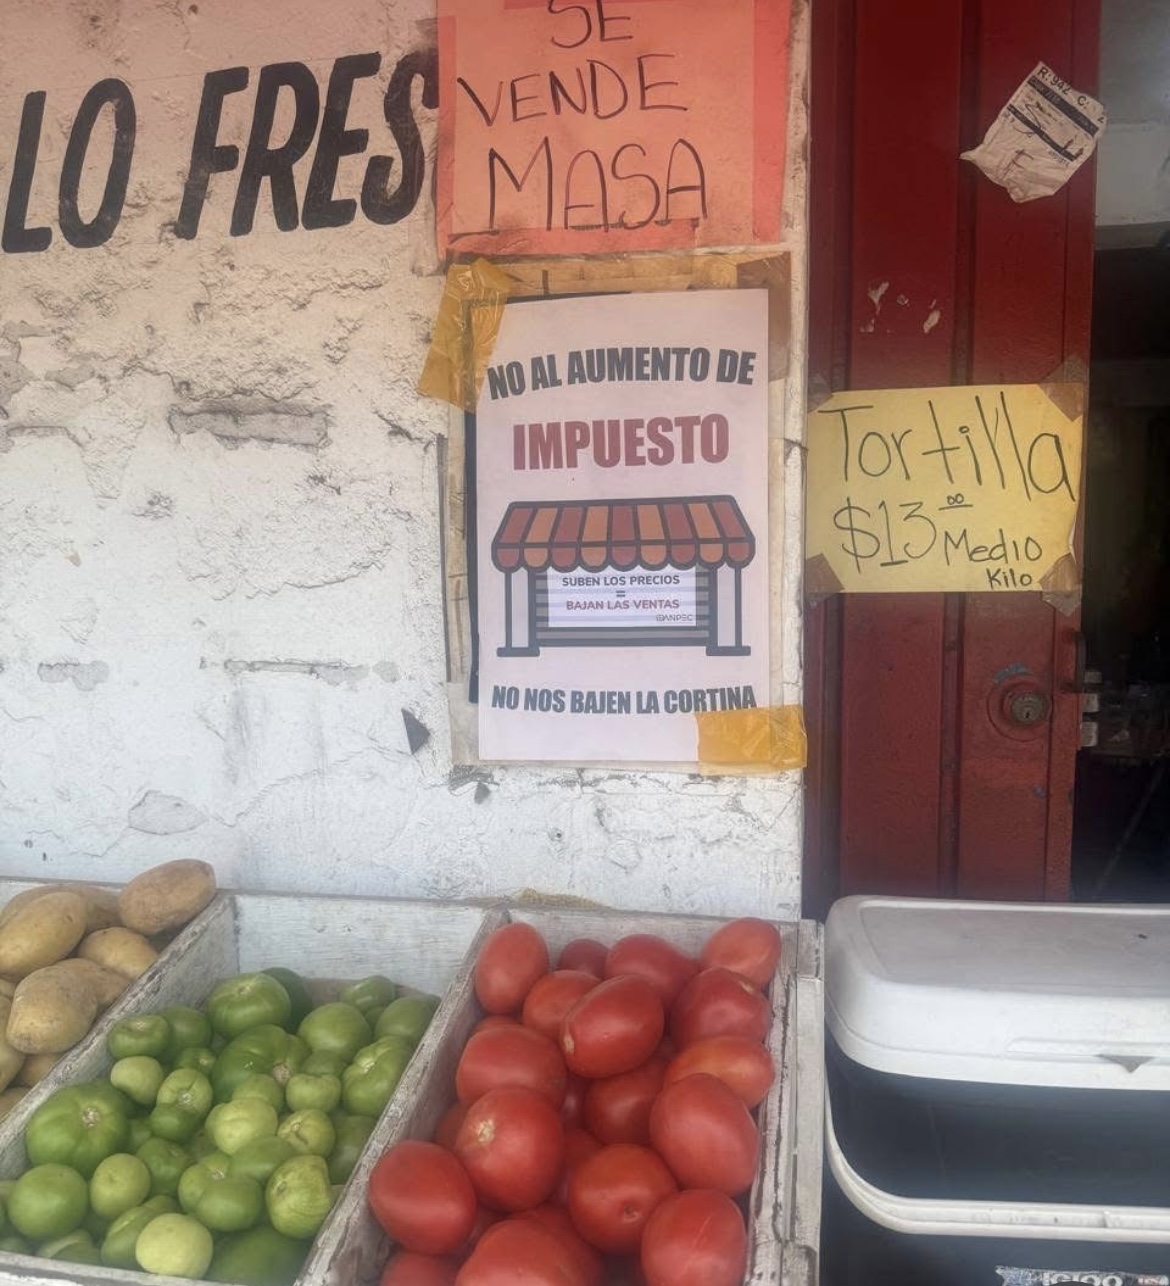 LO FRES
SE
VENDE
MASA
NO AL AUMENTO DE
IMPUESTO
SUBEN LOS PRECIOS
=
BAJAN LAS VENTAS
ANPEC
NO NOS BAJEN LA CORTINA
Tortilla
$13.00 Medio
Kilo